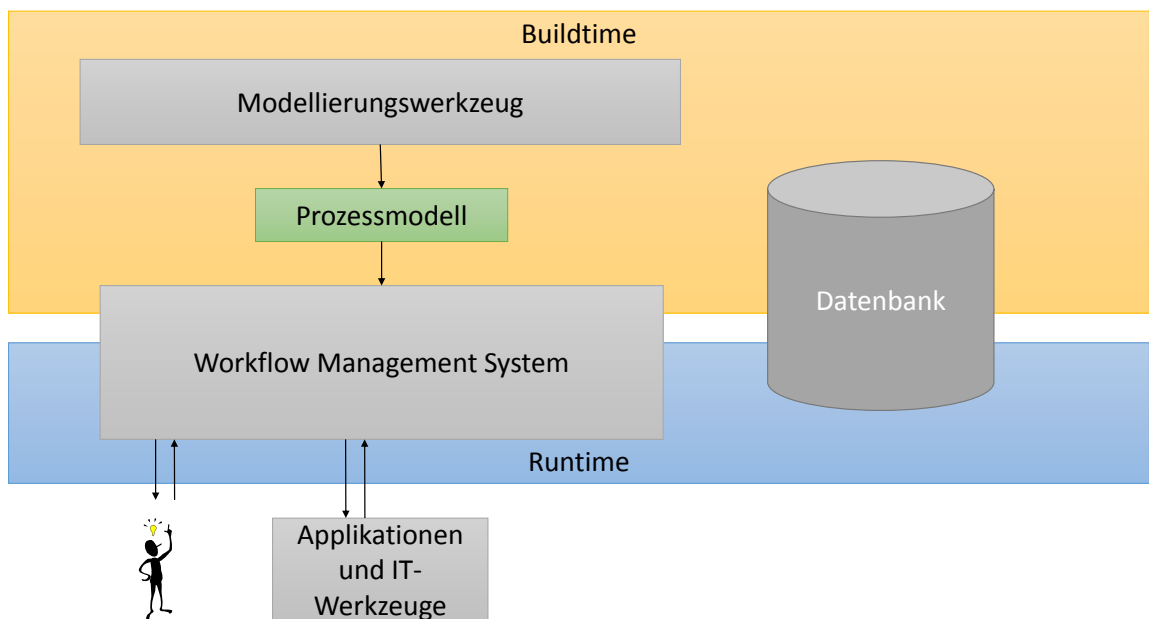 Buildtime
Modellierungswerkzeug
Prozessmodell
Datenbank
Workflow Management System
Runtime
Applikationen
und IT-
Werkzeuge